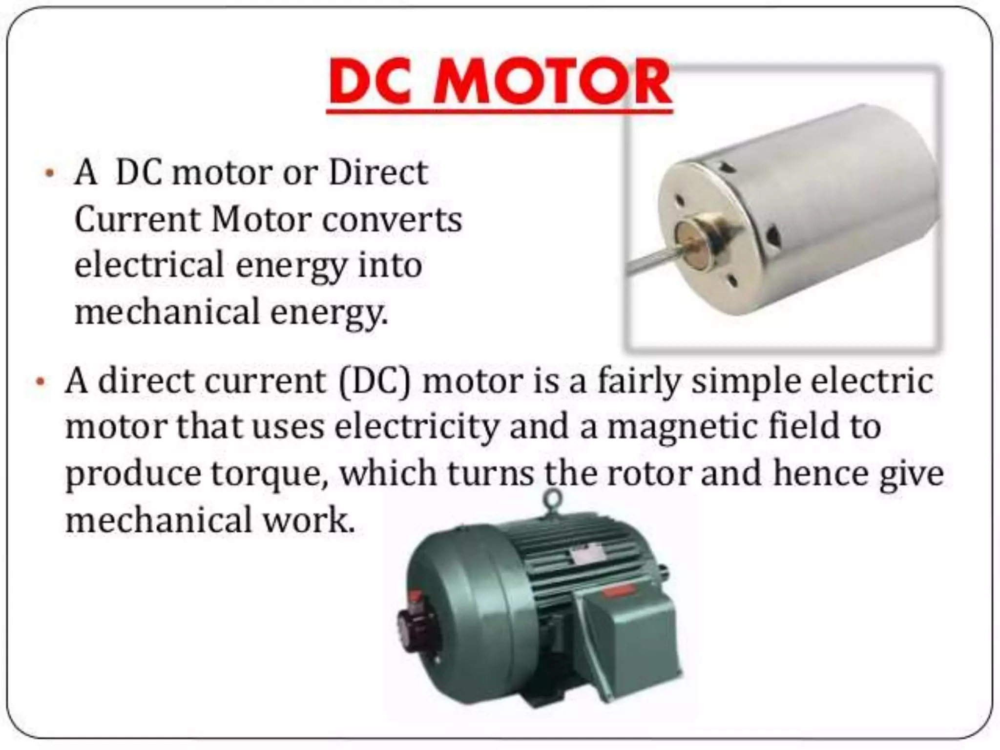 DC MOTOR
• A DC motor or Direct
Current Motor converts
electrical energy into
mechanical energy.
• A direct current (DC) motor is a fairly simple electric
motor that uses electricity and a magnetic field to
produce torque, which turns the rotor and hence give
mechanical work.